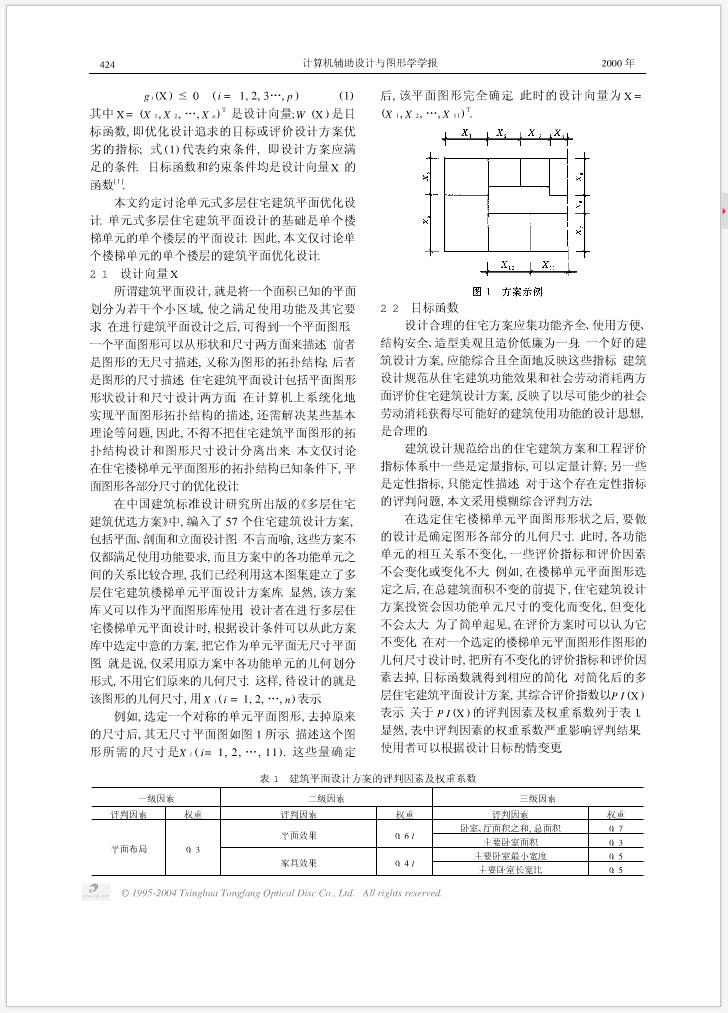 424 计算机辅助设计与图形学学报 2000 年
g i (X) ≤ 0 (i = 1, 2, 3…, p) (1)
其中 X = (X 1, X 2, …, X n) T 是设计向量; W (X) 是目
标函数, 即优化设计追求的目标或评价设计方案优
劣的指标; 式 (1) 代表约束条件, 即设计方案应满
足的条件 目标函数和约束条件均是设计向量 X 的
函数[1].
本文约定讨论单元式多层住宅建筑平面优化设
计 单元式多层住宅建筑平面设计的基础是单个楼
梯单元的单个楼层的平面设计 因此, 本文仅讨论单
个楼梯单元的单个楼层的建筑平面优化设计
2 1 设计向量 X
所谓建筑平面设计, 就是将一个面积已知的平面
划分为若干个小区域, 使之满足使用功能及其它要
求 在进行建筑平面设计之后, 可得到一个平面图形
一个平面图形可以从形状和尺寸两方面来描述 前者
是图形的无尺寸描述, 又称为图形的拓扑结构; 后者
是图形的尺寸描述 住宅建筑平面设计包括平面图形
形状设计和尺寸设计两方面 在计算机上系统化地
实现平面图形拓扑结构的描述, 还需解决某些基本
理论等问题, 因此, 不得不把住宅建筑平面图形的拓
扑结构设计和图形尺寸设计分离出来 本文仅讨论
在住宅楼梯单元平面图形的拓扑结构已知条件下, 平
面图形各部分尺寸的优化设计
在中国建筑标准设计研究所出版的《多层住宅
建筑优选方案》中, 编入了 57 个住宅建筑设计方案,
包括平面、剖面和立面设计图 不言而喻, 这些方案不
仅都满足使用功能要求, 而且方案中的各功能单元之
间的关系比较合理, 我们已经利用这本图集建立了多
层住宅建筑楼梯单元平面设计方案库 显然, 该方案
库又可以作为平面图形库使用 设计者在进行多层住
宅楼梯单元平面设计时, 根据设计条件可以从此方案
库中选定中意的方案, 把它作为单元平面无尺寸平面
图 就是说, 仅采用原方案中各功能单元的几何划分
形式, 不用它们原来的几何尺寸 这样, 待设计的就是
该图形的几何尺寸, 用 X i (i = 1, 2, …, n) 表示
例如, 选定一个对称的单元平面图形, 去掉原来
的尺寸后, 其无尺寸平面图如图 1 所示 描述这个图
形所需的尺寸是 X i (i= 1, 2, …, 11). 这些量确定
后, 该平面图形完全确定 此时的设计向量为 X =
(X 1, X 2, …, X 11) T.
图 1 方案示例
2 2 目标函数
设计合理的住宅方案应集功能齐全、使用方便、
结构安全、造型美观且造价低廉为一身 一个好的建
筑设计方案, 应能综合且全面地反映这些指标 建筑
设计规范从住宅建筑功能效果和社会劳动消耗两方
面评价住宅建筑设计方案, 反映了以尽可能少的社会
劳动消耗获得尽可能好的建筑使用功能的设计思想,
是合理的
建筑设计规范给出的住宅建筑方案和工程评价
指标体系中一些是定量指标, 可以定量计算; 另一些
是定性指标, 只能定性描述 对于这个存在定性指标
的评判问题, 本文采用模糊综合评判方法
在选定住宅楼梯单元平面图形形状之后, 要做
的设计是确定图形各部分的几何尺寸 此时, 各功能
单元的相互关系不变化, 一些评价指标和评价因素
不会变化或变化不大 例如, 在楼梯单元平面图形选
定之后, 在总建筑面积不变的前提下, 住宅建筑设计
方案投资会因功能单元尺寸的变化而变化, 但变化
不会太大 为了简单起见, 在评价方案时可以认为它
不变化 在对一个选定的楼梯单元平面图形作图形的
几何尺寸设计时, 把所有不变化的评价指标和评价因
素去掉, 目标函数就得到相应的简化 对简化后的多
层住宅建筑平面设计方案, 其综合评价指数以 P I (X)
表示 关于 P I (X) 的评判因素及权重系数列于表 1.
显然, 表中评判因素的权重系数严重影响评判结果
使用者可以根据设计目标酌情变更
表 1 建筑平面设计方案的评判因素及权重系数
一级因素 二级因素 三级因素
评判因素 权重 评判因素 权重 评判因素 权重
平面布局 0. 3 平面效果 0. 6 t 卧室、厅面积之和, 总面积 0. 7
主要卧室面积 0. 3
家具效果 0. 4 t 主要卧室最小宽度 0. 5
主要卧室长宽比 0. 5
© 1995-2004 Tsinghua Tongfang Optical Disc Co., Ltd. All rights reserved.